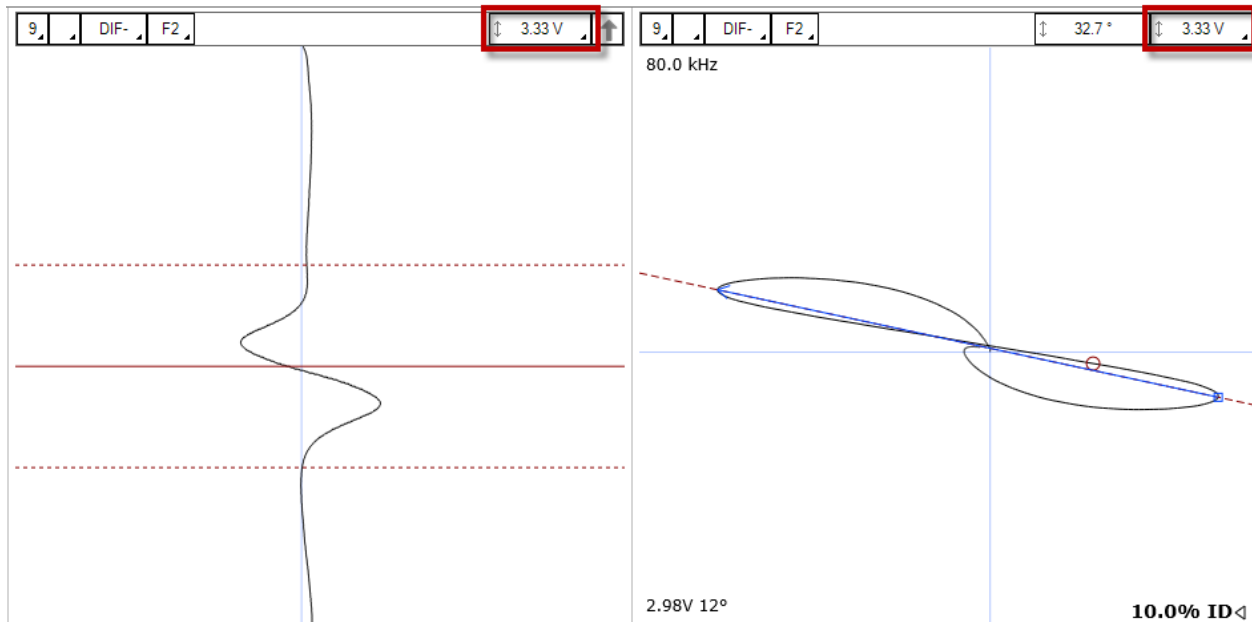 9 DIF- F2 3.33 V
9 DIF- F2 32.7 ° 3.33 V
80.0 kHz
2.98V 12°
10.0% ID